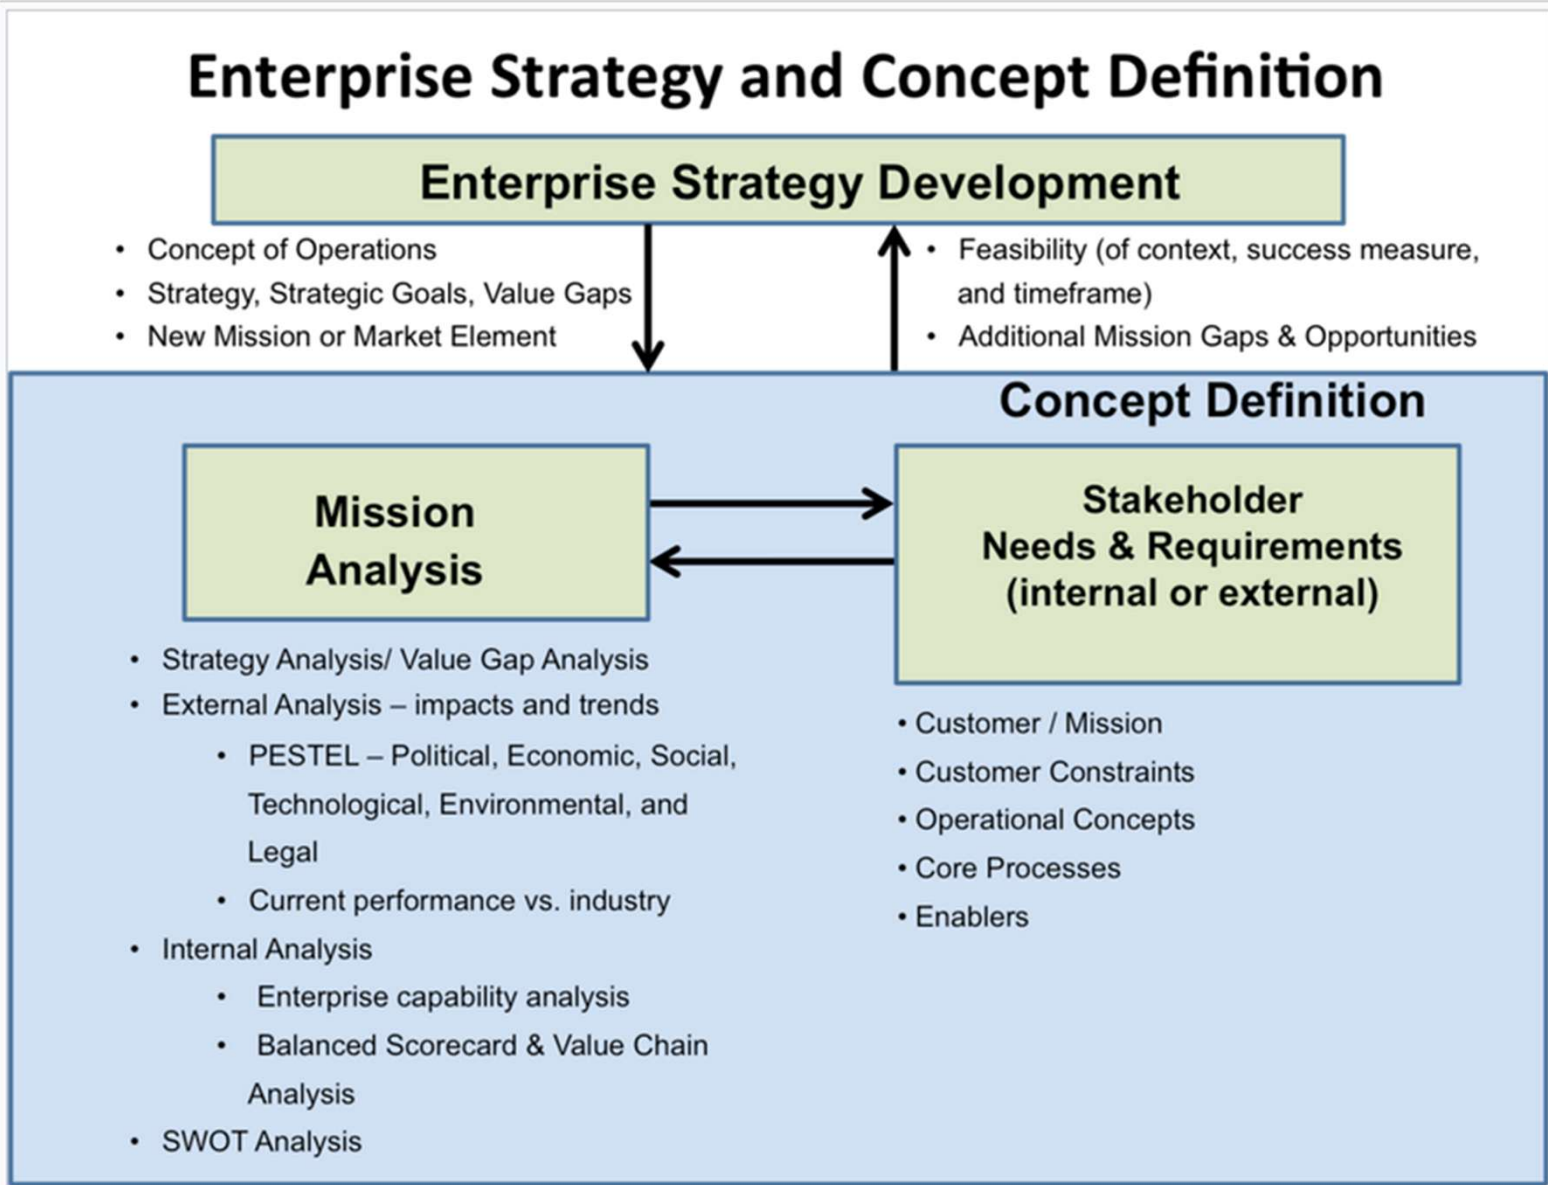 Enterprise Strategy and Concept Definition
Enterprise Strategy Development
• Concept of Operations
• Strategy, Strategic Goals, Value Gaps
• New Mission or Market Element
• Feasibility (of context, success measure,
and timeframe)
• Additional Mission Gaps & Opportunities
Concept Definition
Mission
Analysis
Stakeholder
Needs & Requirements
(internal or external)
• Strategy Analysis/ Value Gap Analysis
• External Analysis – impacts and trends
• PESTEL – Political, Economic, Social,
Technological, Environmental, and
Legal
• Current performance vs. industry
• Internal Analysis
• Enterprise capability analysis
• Balanced Scorecard & Value Chain
Analysis
• SWOT Analysis
• Customer / Mission
• Customer Constraints
• Operational Concepts
• Core Processes
• Enablers